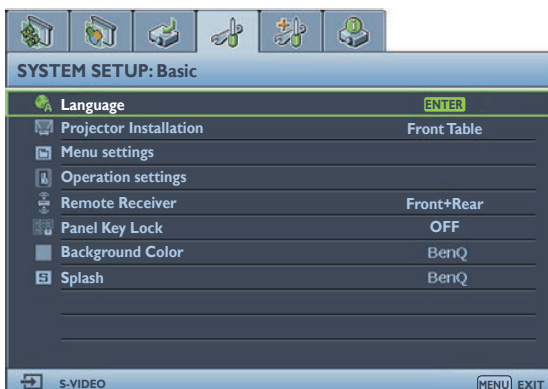 SYSTEM SETUP: Basic
Language ENTER
Projector Installation Front Table
Menu settings
Operation settings
Remote Receiver Front+Rear
Panel Key Lock OFF
Background Color BenQ
Splash BenQ
S-VIDEO MENU EXIT